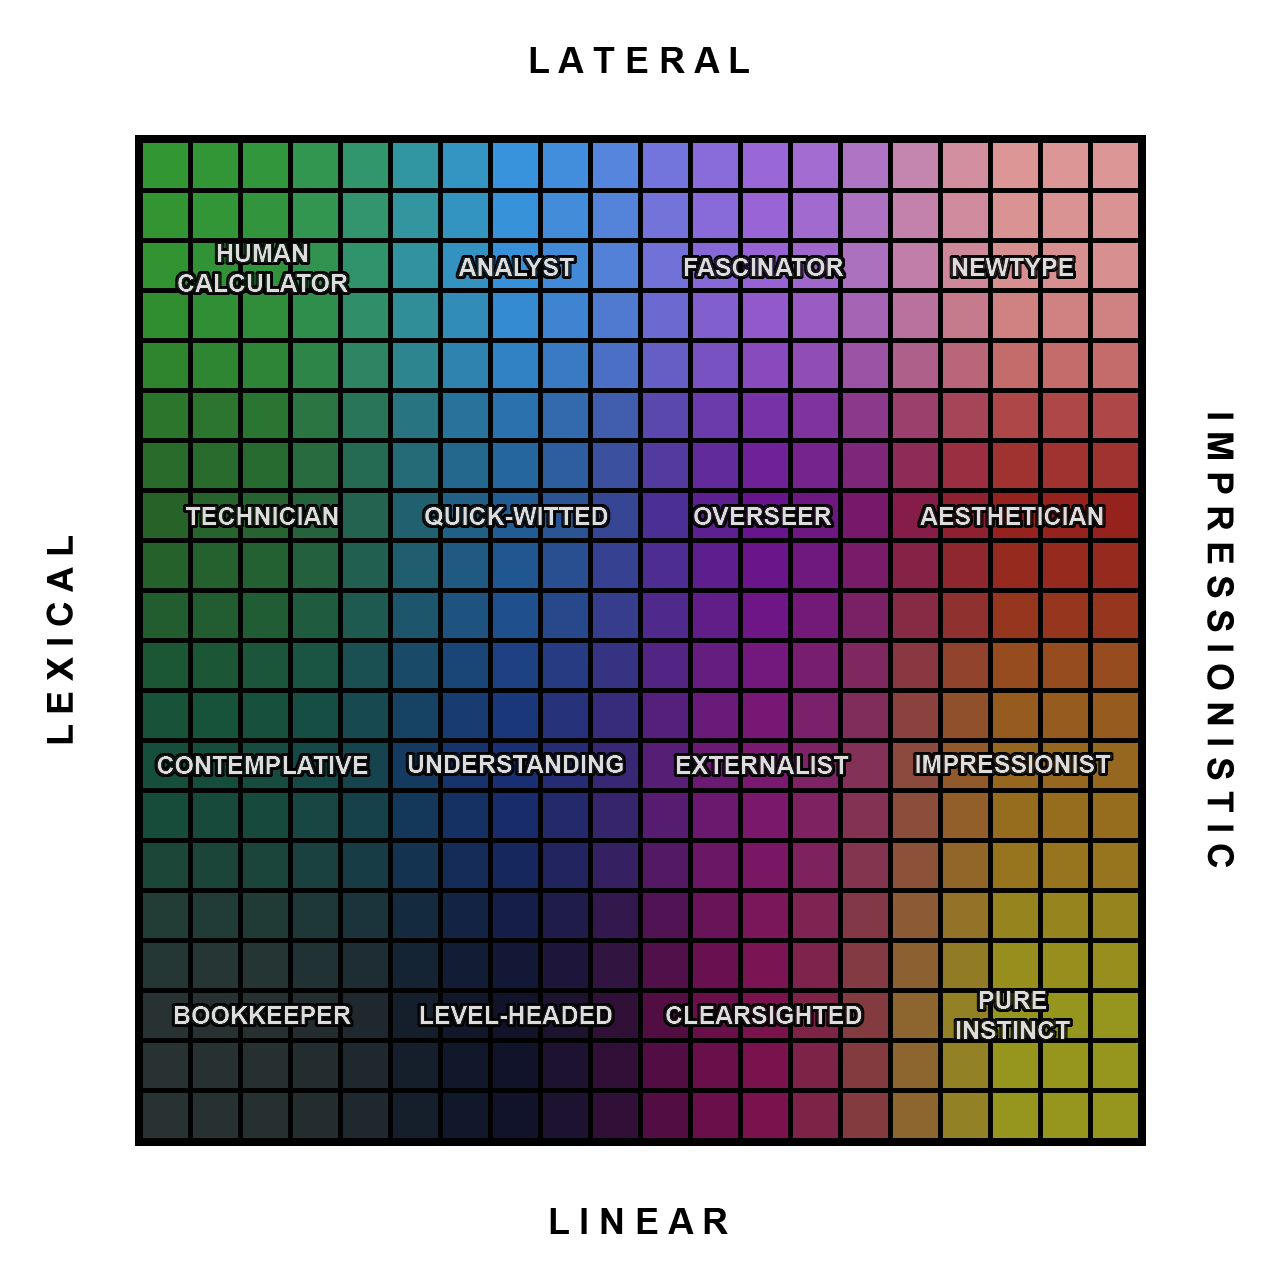 LATERAL
HUMAN
CALCULATOR
ANALYST
FASCINATOR
NEWTYPE
TECHNICIAN
QUICK-WITTED
OVERSEER
AESTHETICIAN
LEXICAL
IMPRESSIONISTIC
CONTEMPLATIVE
UNDERSTANDING
EXTERNALIST
IMPRESSIONIST
BOOKKEEPER
LEVEL-HEADED
CLEARSIGHTED
PURE
INSTINCT
LINEAR